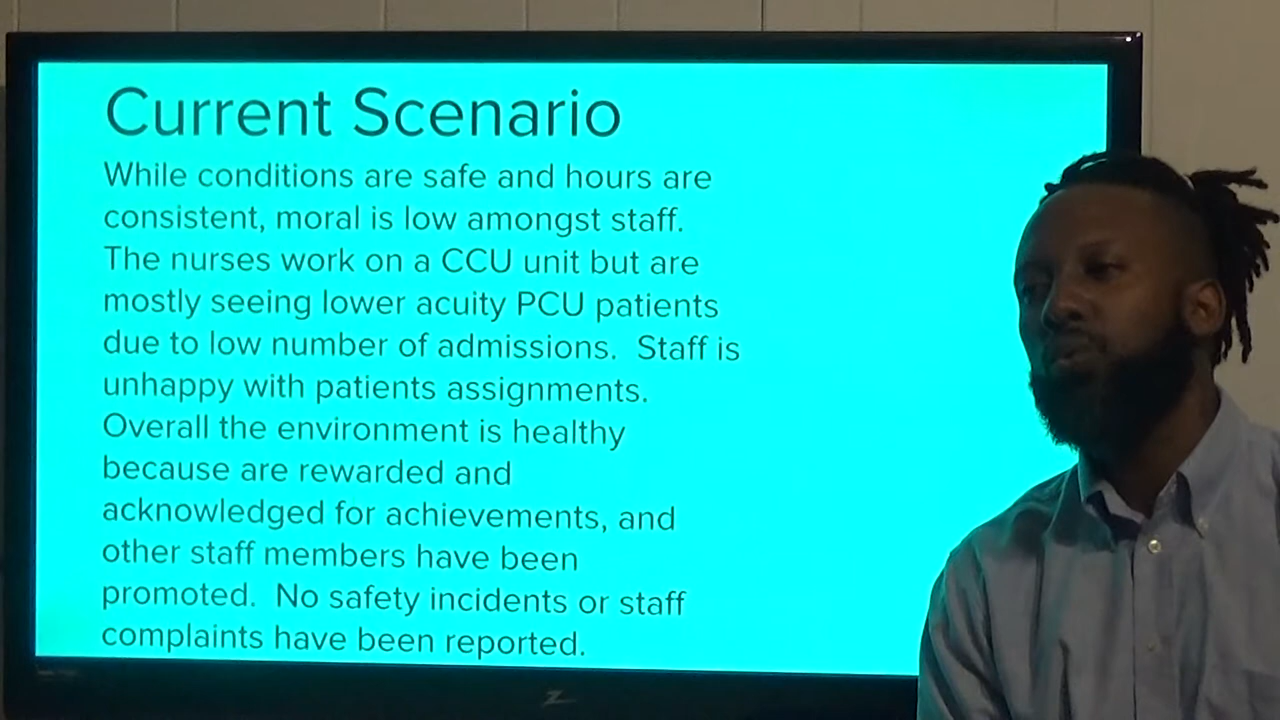 Current Scenario
While conditions are safe and hours are
consistent, moral is low amongst staff.
The nurses work on a CCU unit but are
mostly seeing lower acuity PCU patients
due to low number of admissions.  Staff is
unhappy with patients assignments.
Overall the environment is healthy
because are rewarded and
acknowledged for achievements, and
other staff members have been
promoted.  No safety incidents or staff
complaints have been reported.